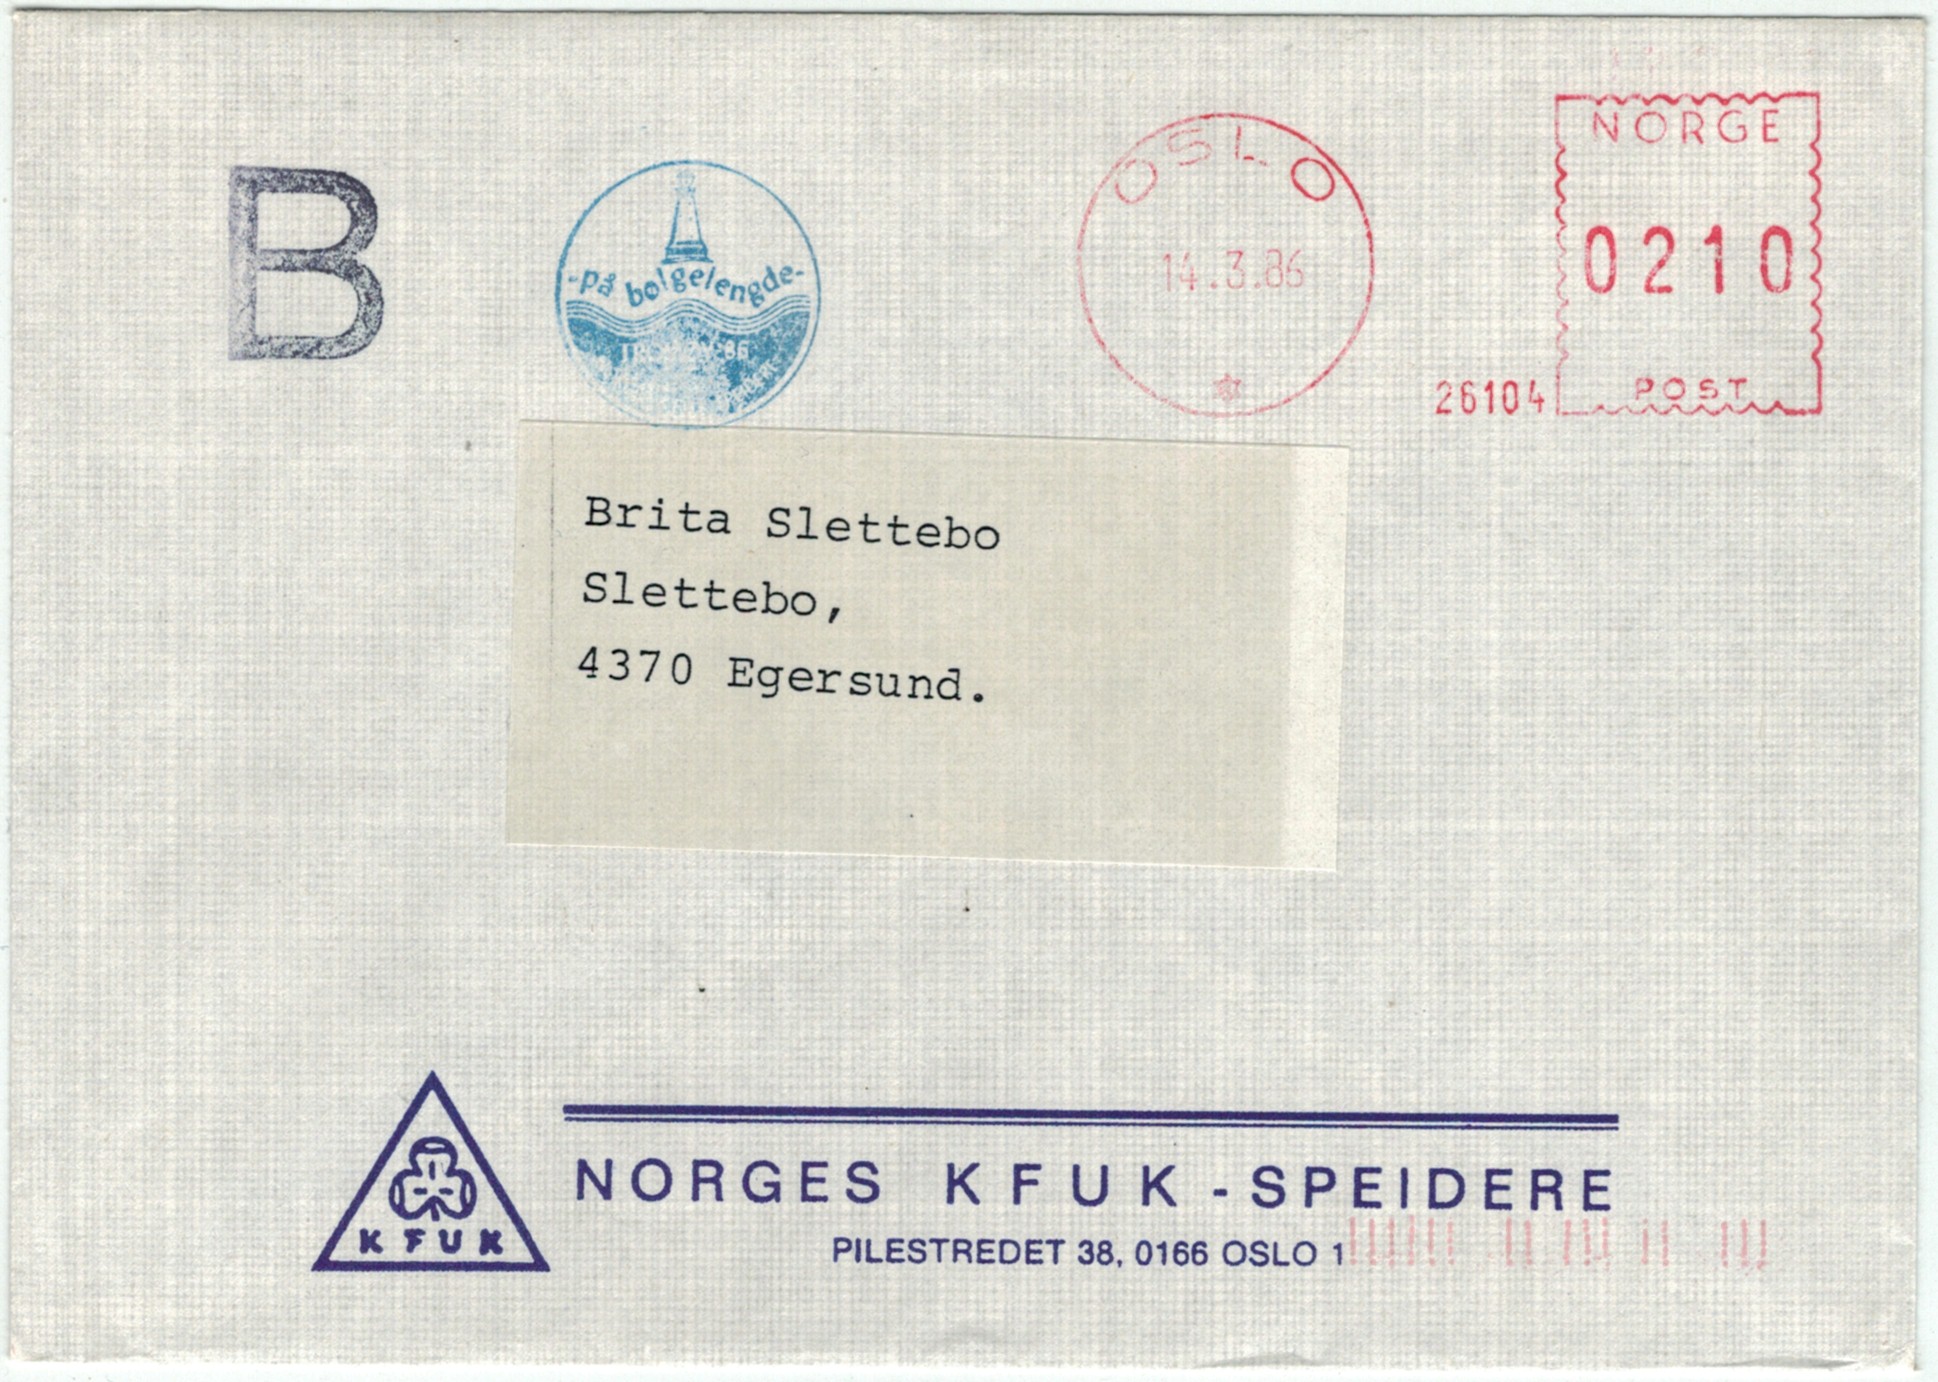 B
-på bølgelengde-
OSLO
14.3.86
NORGE
0210
POST
26104
Brita Slettebo
Slettebo,
4370 Egersund.
KFUK
NORGES KFUK-SPEIDERE
PILESTREDET 38, 0166 OSLO 1